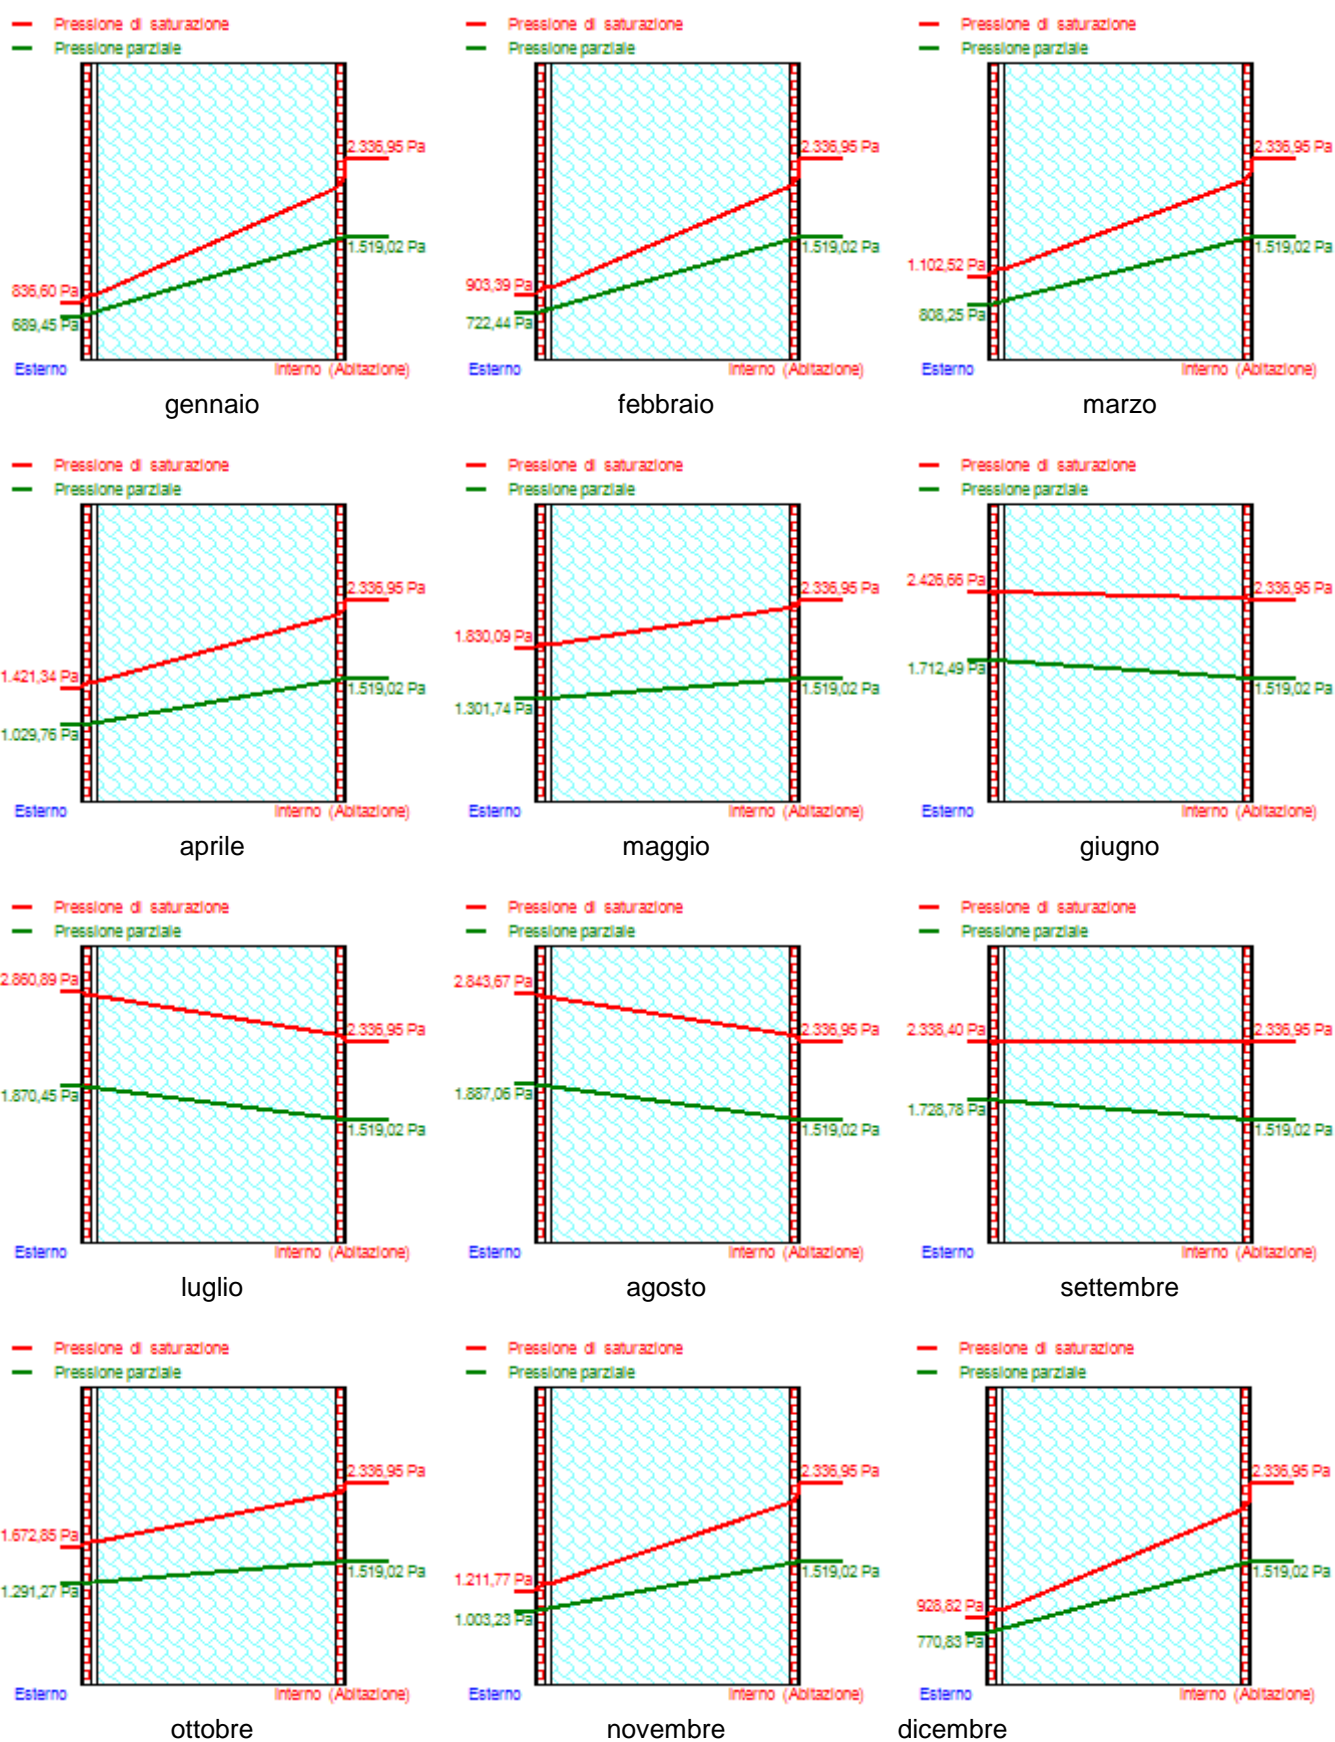 Pressione di saturazione
Pressione parziale
2.336,95 Pa
1.519,02 Pa
836,60 Pa
689,45 Pa
Esterno
Interno (Abitazione)
gennaio
Pressione di saturazione
Pressione parziale
2.336,95 Pa
1.519,02 Pa
903,39 Pa
722,44 Pa
Esterno
Interno (Abitazione)
febbraio
Pressione di saturazione
Pressione parziale
2.336,95 Pa
1.519,02 Pa
1.102,52 Pa
808,25 Pa
Esterno
Interno (Abitazione)
marzo
Pressione di saturazione
Pressione parziale
2.336,95 Pa
1.421,34 Pa
1.519,02 Pa
1.029,76 Pa
Esterno
Interno (Abitazione)
aprile
Pressione di saturazione
Pressione parziale
2.336,95 Pa
1.830,09 Pa
1.519,02 Pa
1.301,74 Pa
Esterno
Interno (Abitazione)
maggio
Pressione di saturazione
Pressione parziale
2.426,66 Pa
2.336,95 Pa
1.712,49 Pa
1.519,02 Pa
Esterno
Interno (Abitazione)
giugno
Pressione di saturazione
Pressione parziale
2.860,89 Pa
2.336,95 Pa
1.870,45 Pa
1.519,02 Pa
Esterno
Interno (Abitazione)
luglio
Pressione di saturazione
Pressione parziale
2.843,67 Pa
2.336,95 Pa
1.887,06 Pa
1.519,02 Pa
Esterno
Interno (Abitazione)
agosto
Pressione di saturazione
Pressione parziale
2.338,40 Pa
2.336,95 Pa
1.728,78 Pa
1.519,02 Pa
Esterno
Interno (Abitazione)
settembre
Pressione di saturazione
Pressione parziale
2.336,95 Pa
1.672,85 Pa
1.519,02 Pa
1.291,27 Pa
Esterno
Interno (Abitazione)
ottobre
Pressione di saturazione
Pressione parziale
2.336,95 Pa
1.519,02 Pa
1.211,77 Pa
1.003,23 Pa
Esterno
Interno (Abitazione)
novembre
Pressione di saturazione
Pressione parziale
2.336,95 Pa
1.519,02 Pa
928,82 Pa
770,83 Pa
Esterno
Interno (Abitazione)
dicembre